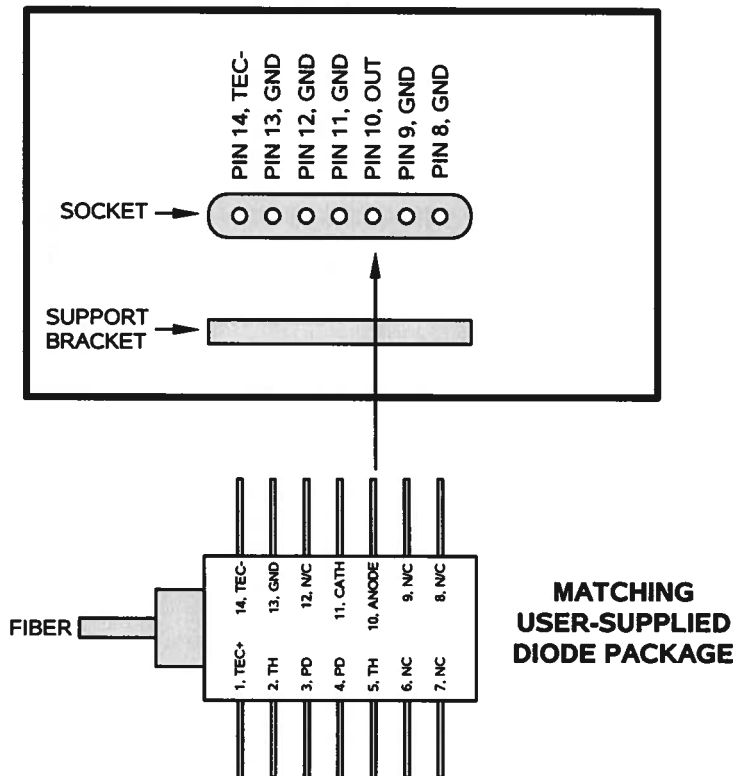 PIN 14, TEC-
PIN 13, GND
PIN 12, GND
PIN 11, GND
PIN 10, OUT
PIN 9, GND
PIN 8, GND
SOCKET
SUPPORT
BRACKET
14, TEC-
13, GND
12, N/C
11, CATH
10, ANODE
9, N/C
8, N/C
FIBER
1, TEC+
2, TH
3, PD
4, PD
5, TH
6, NC
7, NC
MATCHING
USER-SUPPLIED
DIODE PACKAGE